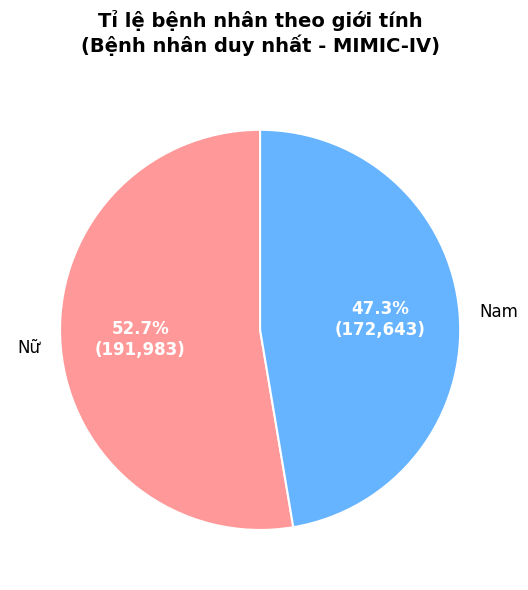 Tỉ lệ bệnh nhân theo giới tính
(Bệnh nhân duy nhất - MIMIC-IV)
47.3%
(172,643)
Nam
52.7%
(191,983)
Nữ